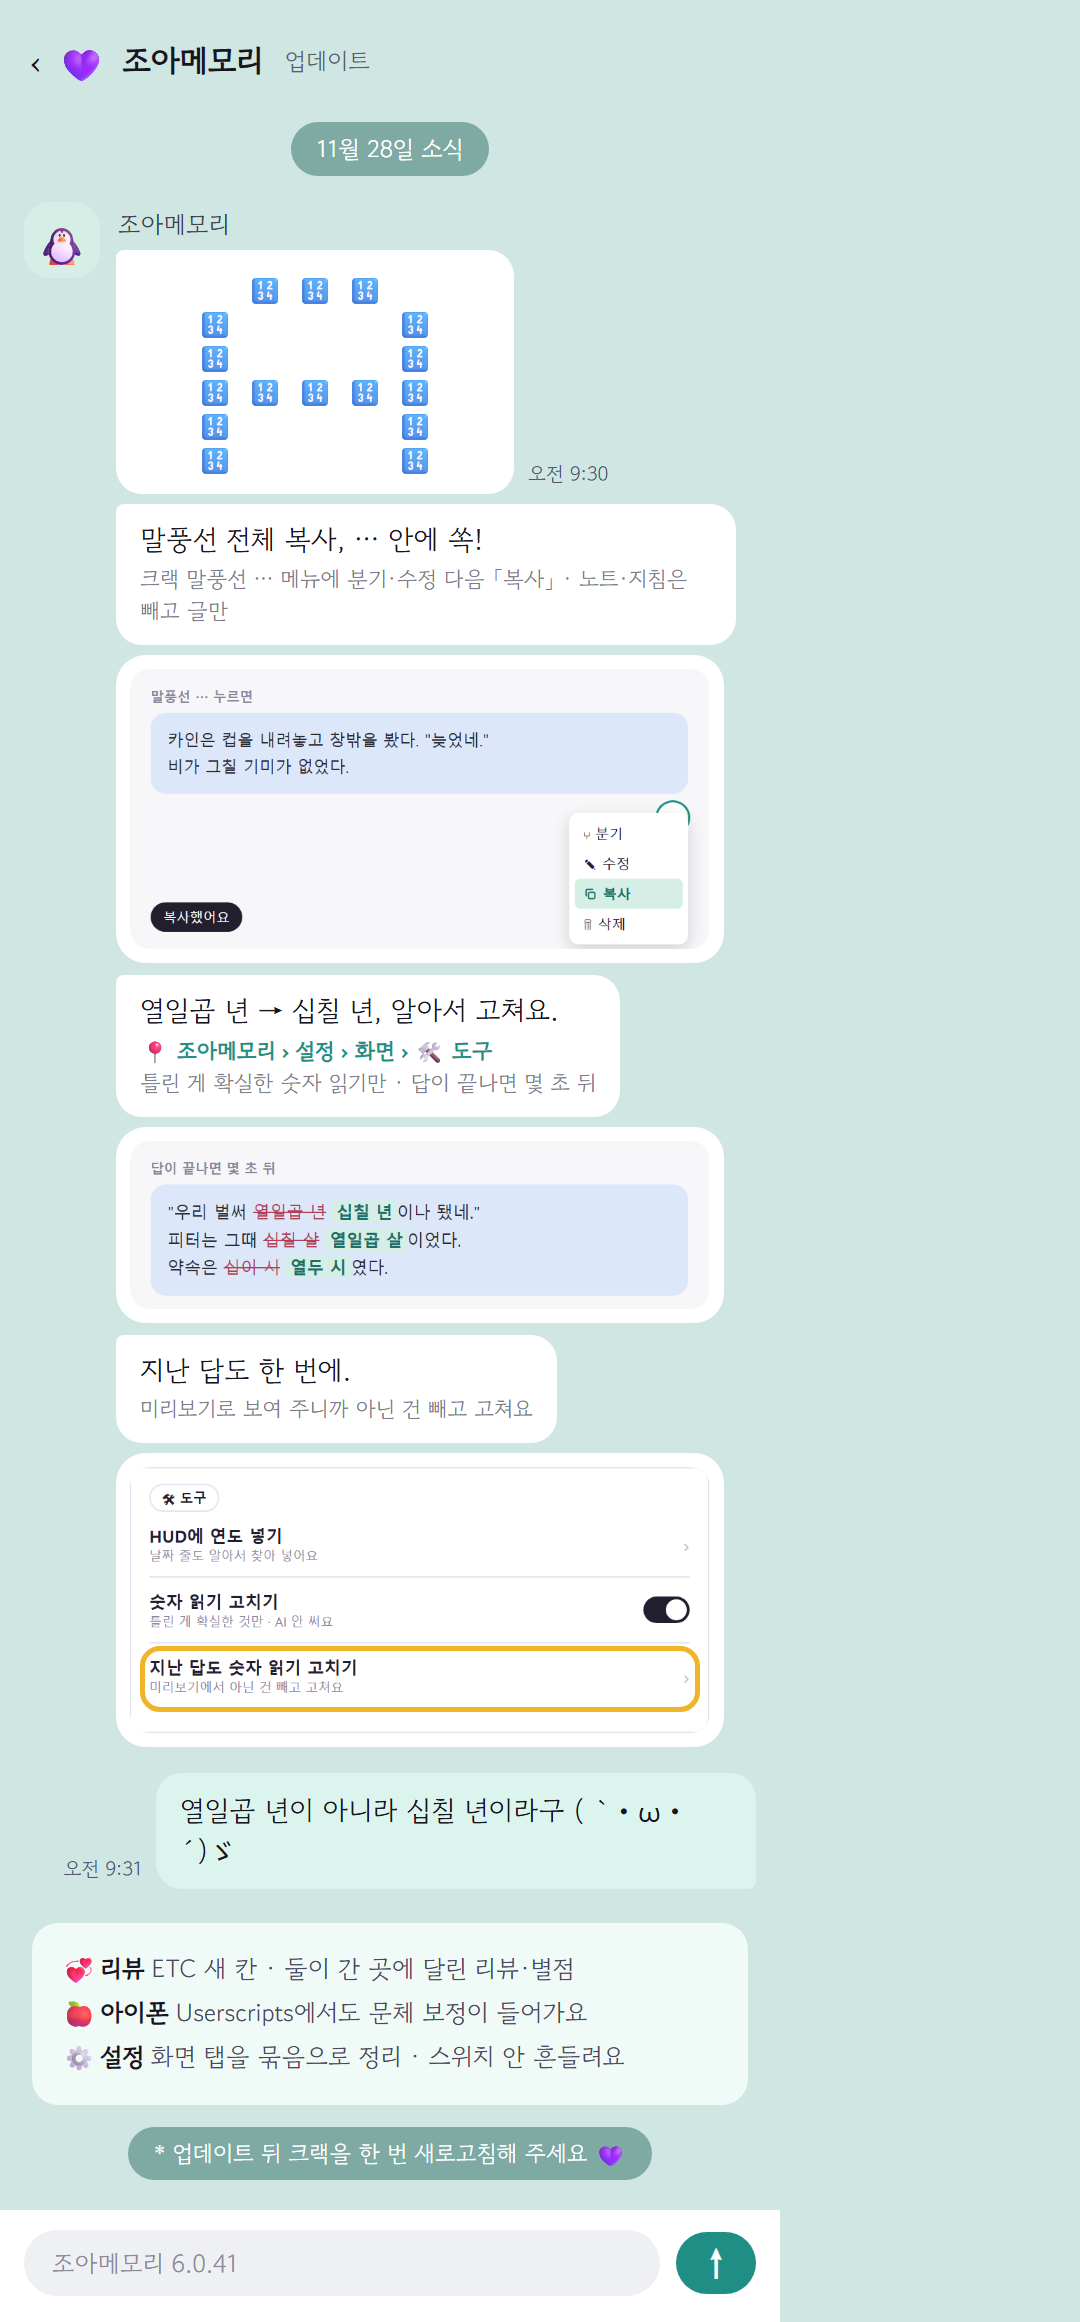 ‹ 💜 조아메모리 업데이트
11월 28일 소식
조아메모리
🔢 🔢 🔢
🔢 🔢
🔢 🔢
🔢 🔢 🔢 🔢 🔢
🔢 🔢
🔢 🔢
오전 9:30
말풍선 전체 복사, ⋯ 안에 쏙!
크랙 말풍선 ⋯ 메뉴에 분기·수정 다음 「복사」 · 노트·지침은
빼고 글만
말풍선 ⋯ 누르면
카인은 컵을 내려놓고 창밖을 봤다. "늦었네."
비가 그칠 기미가 없었다.
분기
수정
복사
삭제
복사했어요
열일곱 년 → 십칠 년, 알아서 고쳐요.
📍 조아메모리 › 설정 › 화면 › 🛠 도구
틀린 게 확실한 숫자 읽기만 · 답이 끝나면 몇 초 뒤
답이 끝나면 몇 초 뒤
"우리 벌써 열일곱 년 십칠 년이나 됐네."
피터는 그때 십칠 살 열일곱 살이었다.
약속은 십이 시 열두 시였다.
지난 답도 한 번에.
미리보기로 보여 주니까 아닌 건 빼고 고쳐요
🛠 도구
HUD에 연도 넣기
날짜 줄도 알아서 찾아 넣어요 ›
숫자 읽기 고치기
틀린 게 확실한 것만 · AI 안 써요
지난 답도 숫자 읽기 고치기
미리보기에서 아닌 건 빼고 고쳐요 ›
열일곱 년이 아니라 십칠 년이라구 ( `・ω・
´)ゞ
오전 9:31
💞 리뷰 ETC 새 칸 · 둘이 간 곳에 달린 리뷰·별점
🍎 아이폰 Userscripts에서도 문체 보정이 들어가요
⚙️ 설정 화면 탭을 묶음으로 정리 · 스위치 안 흔들려요
* 업데이트 뒤 크랙을 한 번 새로고침해 주세요 💜
조아메모리 6.0.41